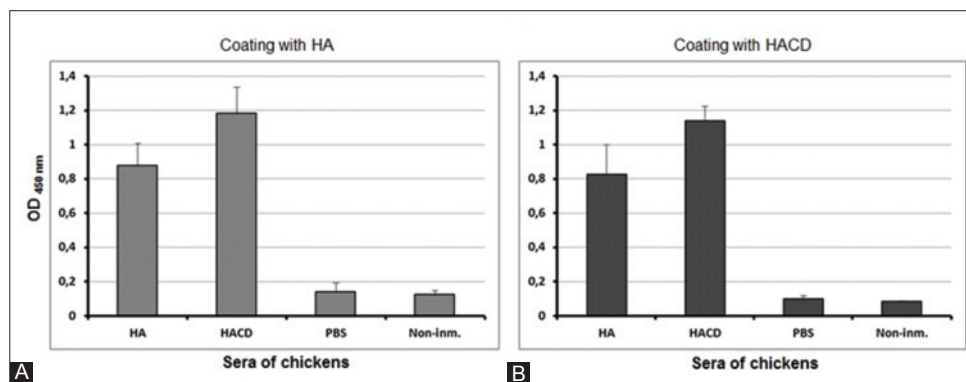 Coating with HA
1,4
1,2
1
0,8
0,6
0,4
0,2
0
OD 450 nm
HA HACD PBS Non-inm.
Sera of chickens
A
Coating with HACD
1,4
1,2
1
0,8
0,6
0,4
0,2
0
HA HACD PBS Non-inm.
Sera of chickens
B